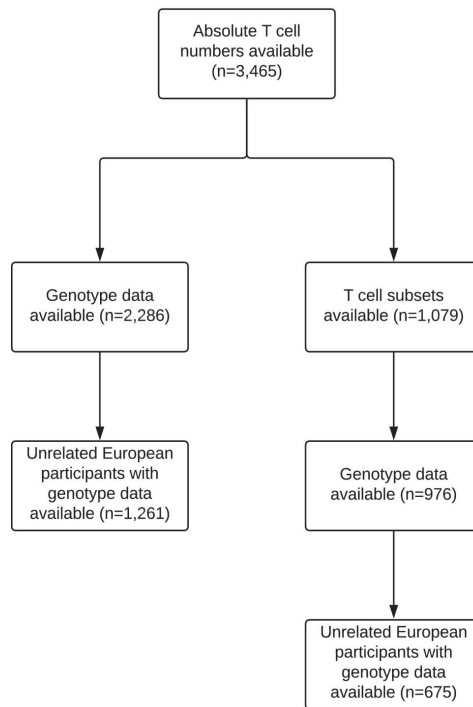 Absolute T cell
numbers available
(n=3,465)
Genotype data
available (n=2,286)
T cell subsets
available (n=1,079)
Unrelated European
participants with
genotype data
available (n=1,261)
Genotype data
available (n=976)
Unrelated European
participants with
genotype data
available (n=675)